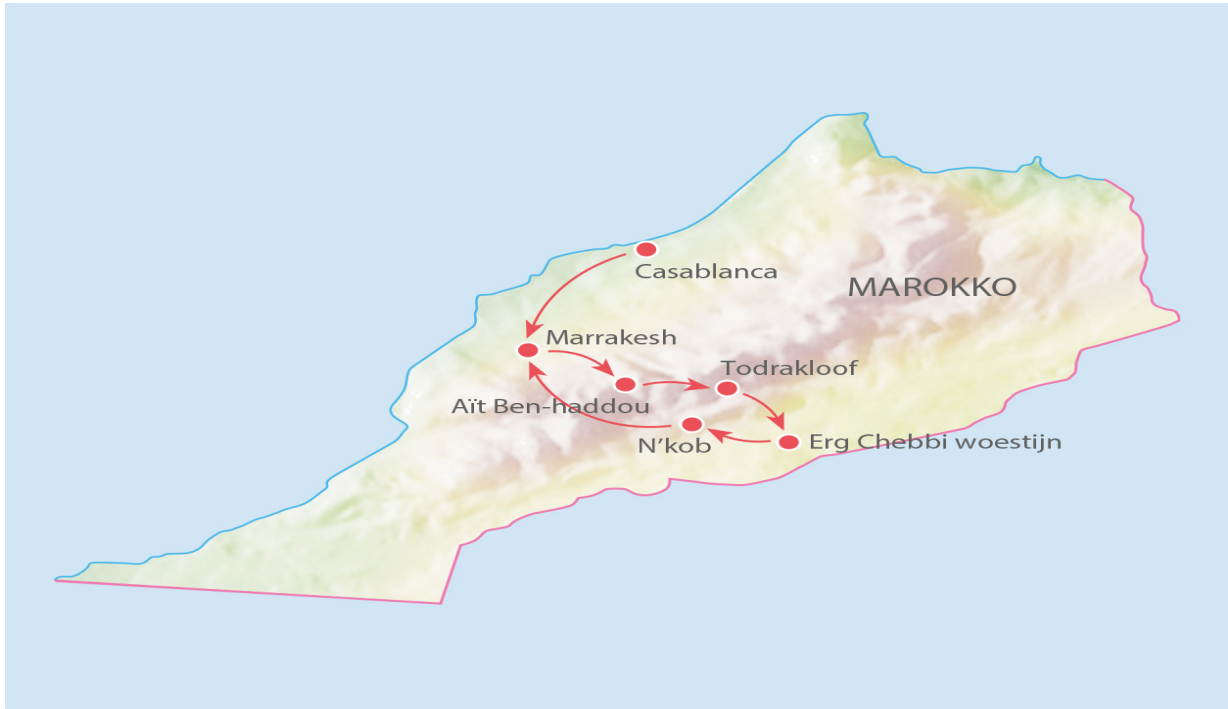 Casablanca
MAROKKO
Marrakesh
Todrakloof
Aït Ben-haddou
N'kob
Erg Chebbi woestijn